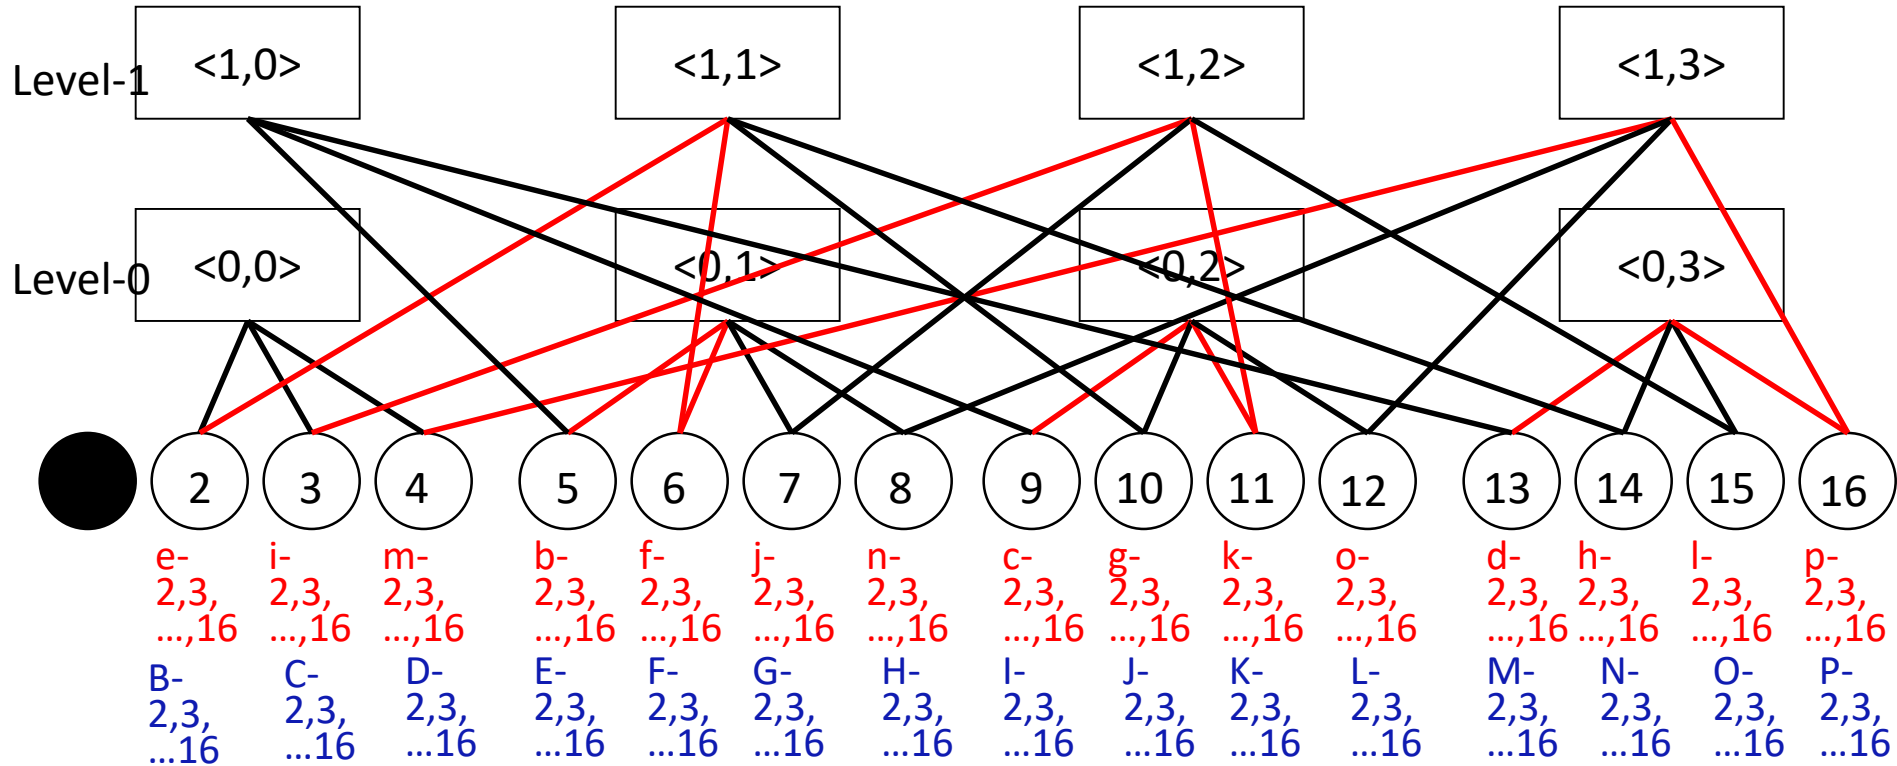 <1,0> <1,1> <1,2> <1,3>
Level-1
<0,0> <0,1> <0,2> <0,3>
Level-0
2 3 4 5 6 7 8 9 10 11 12 13 14 15 16
e- i- m- b- f- j- n- c- g- k- o- d- h- l- p-
2,3, 2,3, 2,3, 2,3, 2,3, 2,3, 2,3, 2,3, 2,3, 2,3, 2,3, 2,3, 2,3, 2,3, 2,3,
...,16 ...,16 ...,16 ...,16 ...,16 ...,16 ...,16 ...,16 ...,16 ...,16 ...,16 ...,16 ...,16 ...,16 ...,16
B- C- D- E- F- G- H- I- J- K- L- M- N- O- P-
2,3, 2,3, 2,3, 2,3, 2,3, 2,3, 2,3, 2,3, 2,3, 2,3, 2,3, 2,3, 2,3, 2,3, 2,3,
...16 ...16 ...16 ...16 ...16 ...16 ...16 ...16 ...16 ...16 ...16 ...16 ...16 ...16 ...16